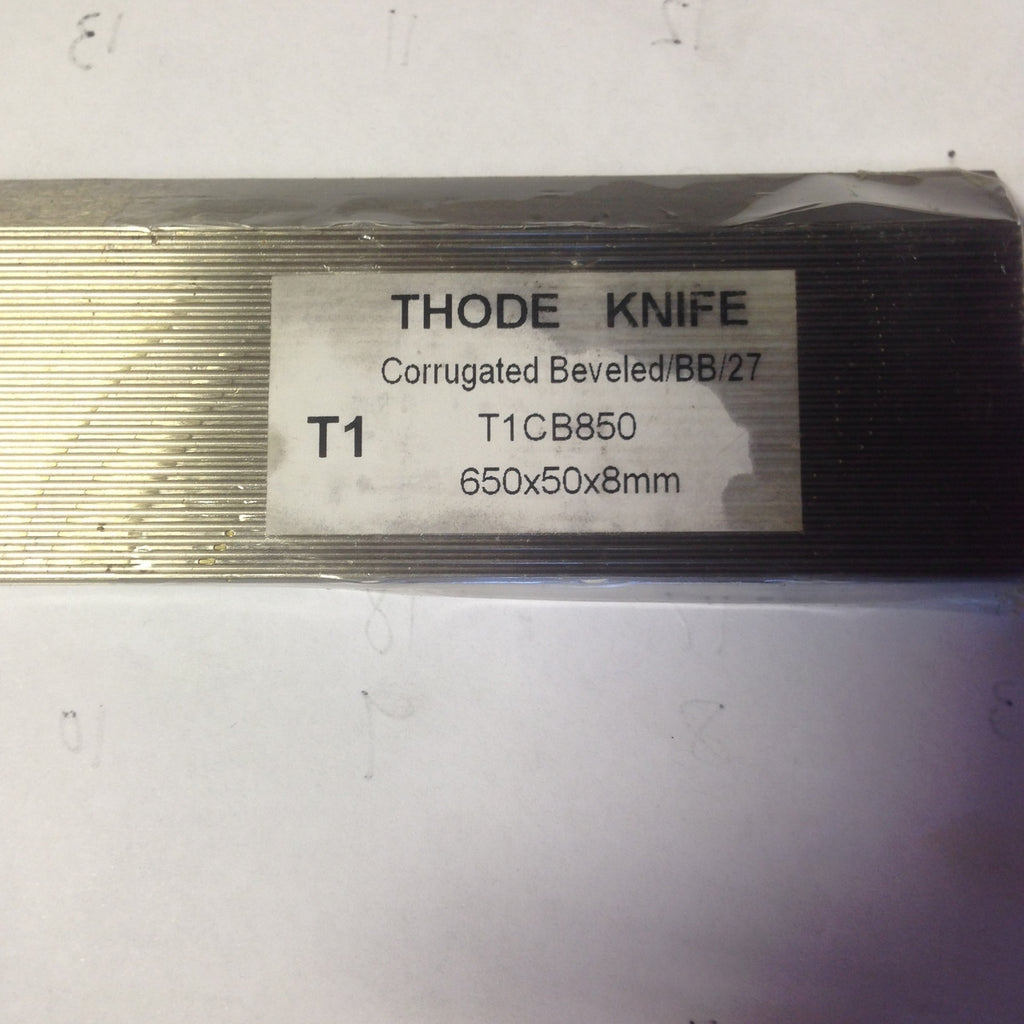 THODE KNIFE
Corrugated Beveled/BB/27
T1
T1CB850
650x50x8mm